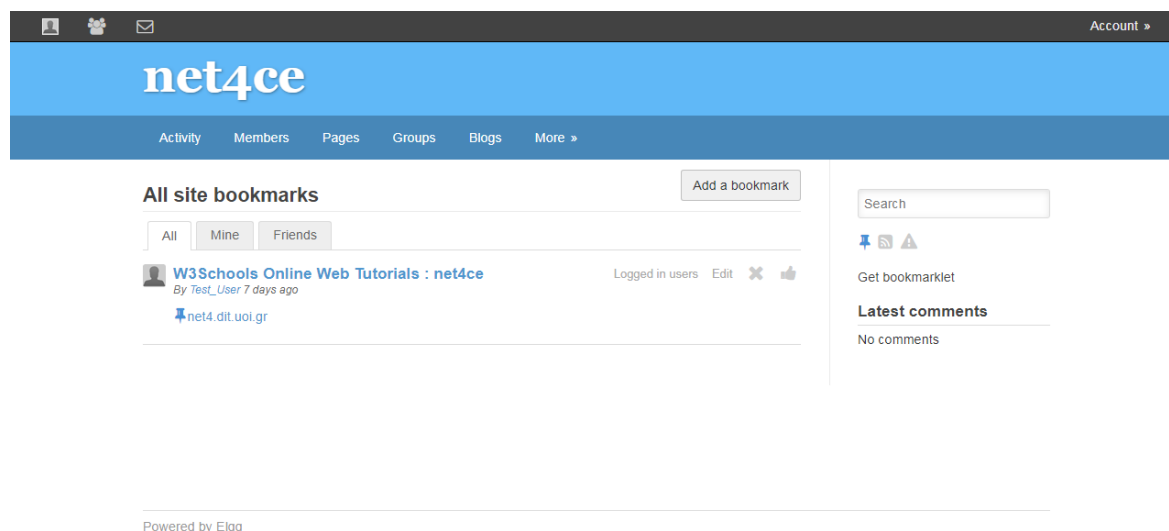 Account »
net4ce
Activity Members Pages Groups Blogs More »
All site bookmarks
Add a bookmark
All Mine Friends
W3Schools Online Web Tutorials : net4ce
Logged in users Edit
By Test_User 7 days ago
net4.dit.uoi.gr
Search
Get bookmarklet
Latest comments
No comments
Powered by Elgg